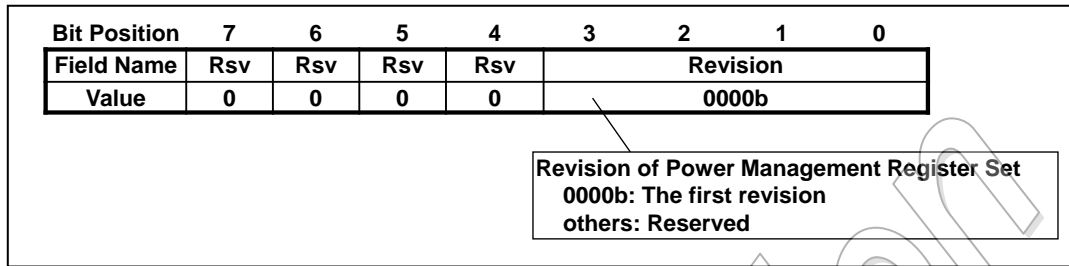 Bit Position 7 6 5 4 3 2 1 0
Field Name Rsv Rsv Rsv Rsv Revision
Value 0 0 0 0 0000b
Revision of Power Management Register Set
0000b: The first revision
others: Reserved